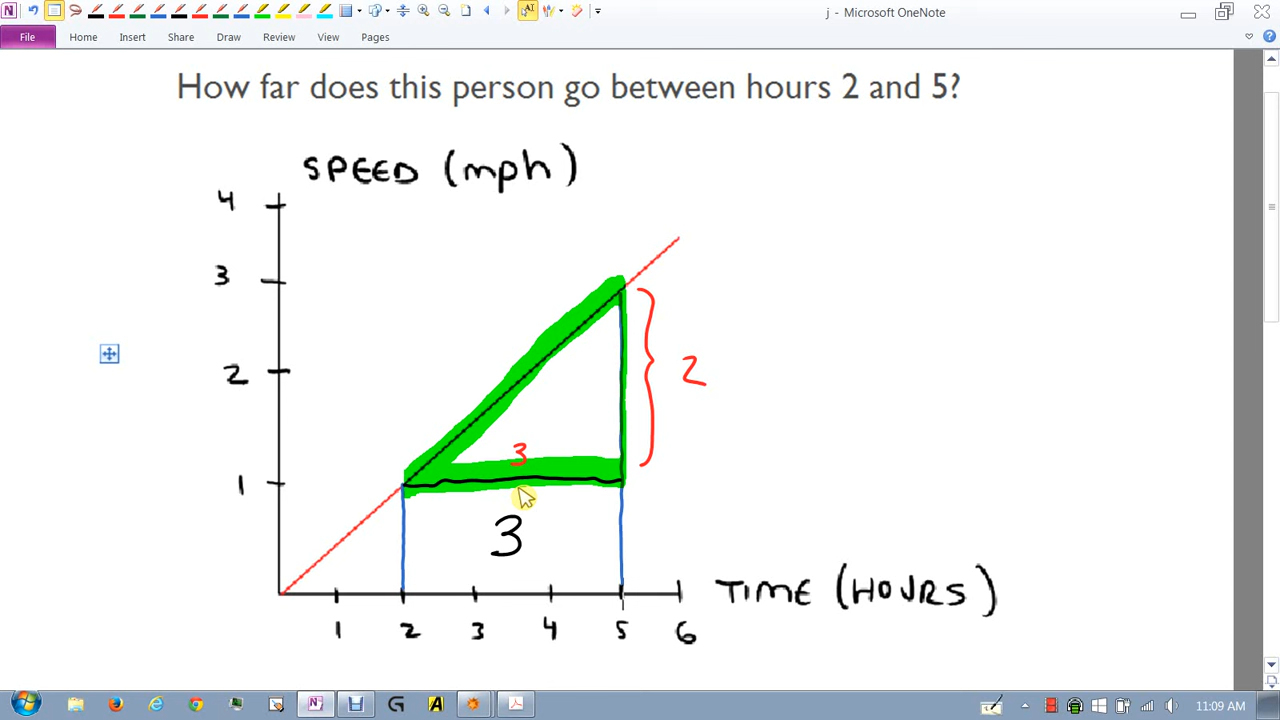 j - Microsoft OneNote
File Home Insert Share Draw Review View Pages
How far does this person go between hours 2 and 5?
SPEED (mph)
4
3
2
2
3
1
3
TIME (HOURS)
1 2 3 4 5 6
11:09 AM